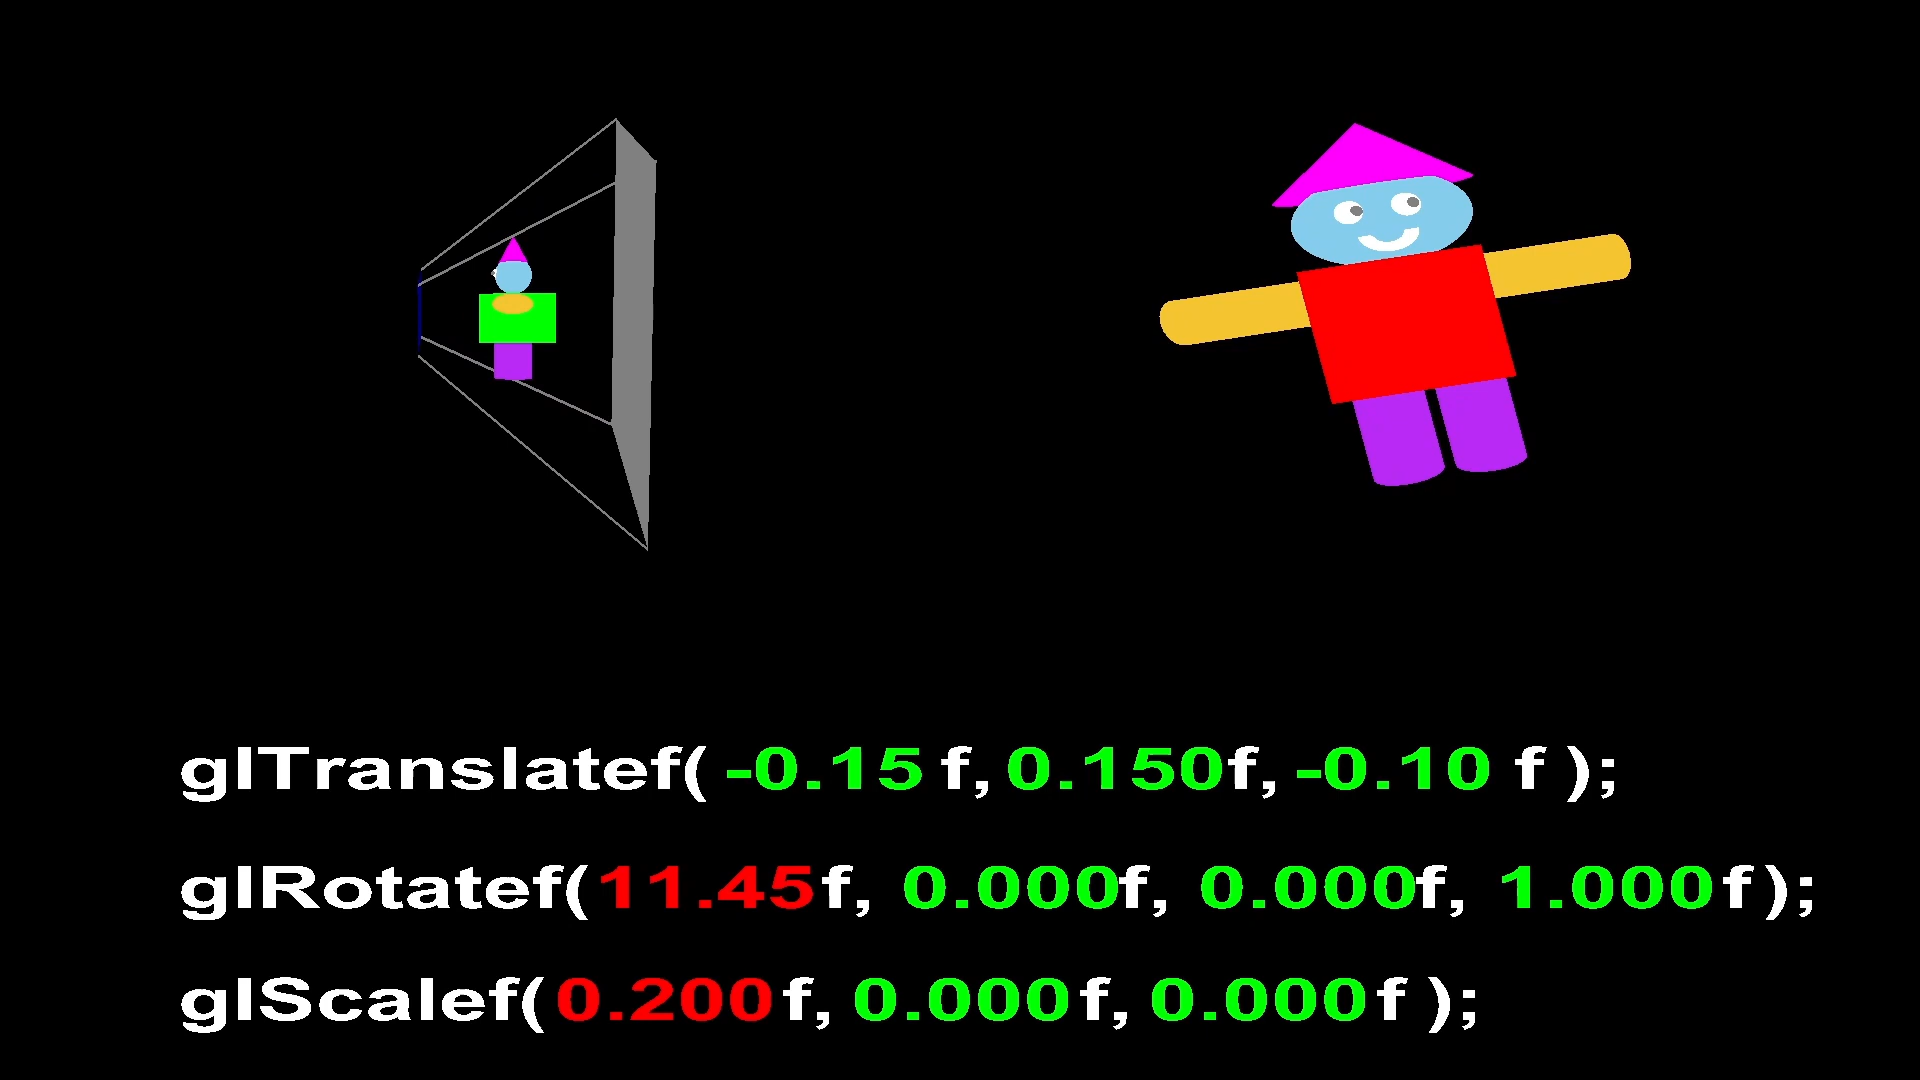 glTranslatef( -0.15 f, 0.150f, -0.10 f );
glRotatef(11.45f, 0.000f, 0.000f, 1.000f);
glScalef(0.200f, 0.000f, 0.000f );